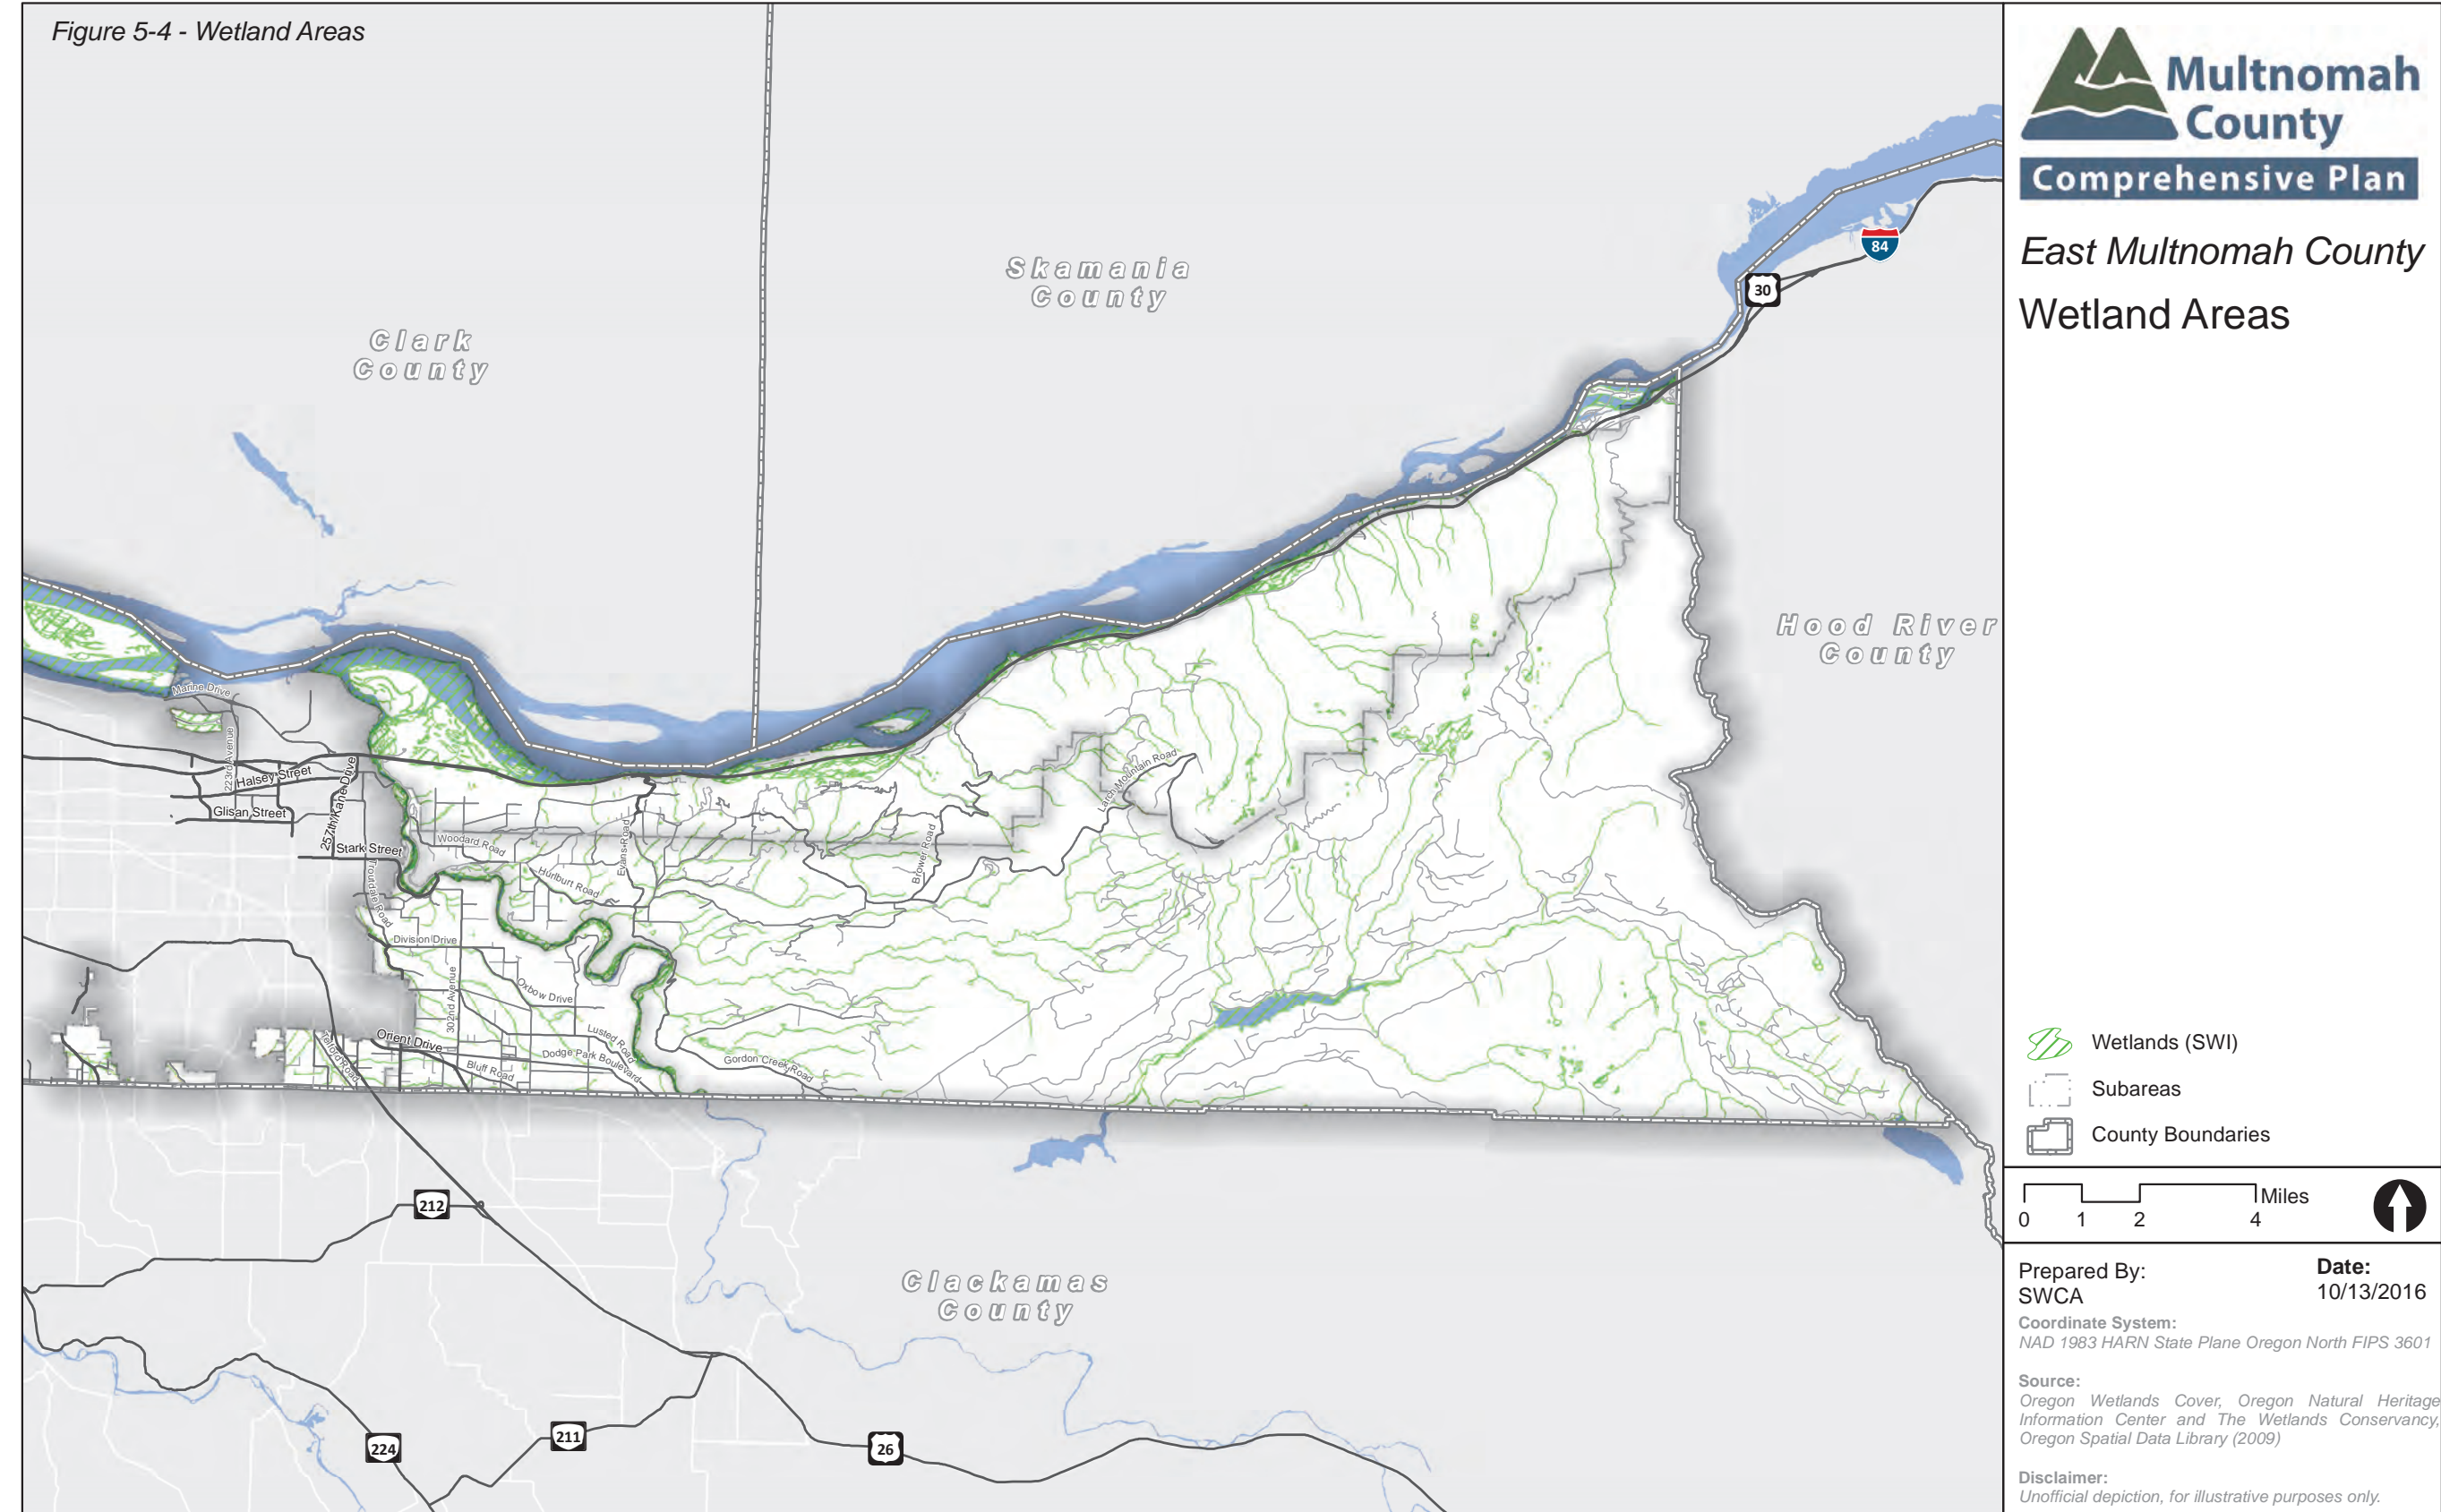 Figure 5-4 - Wetland Areas
Multnomah
County
Comprehensive Plan
East Multnomah County
Wetland Areas
Skamania
County
Clark
County
84
30
Hood River
County
Marine Drive
223rd Avenue
Halsey Street
257th/Kane Drive
Glisan Street
Stark Street
Troutdale Road
Woodard Road
Evans Road
Hurlburt Road
Brower Road
Larch Mountain Road
Division Drive
302nd Avenue
Oxbow Drive
Lusted Road
Orient Drive
Telford Road
Bluff Road
Dodge Park Boulevard
Gordon Creek Road
212
Clackamas
County
224
211
26
Wetlands (SWI)
Subareas
County Boundaries
Miles
0 1 2 4
Prepared By:
SWCA
Date:
10/13/2016
Coordinate System:
NAD 1983 HARN State Plane Oregon North FIPS 3601
Source:
Oregon Wetlands Cover, Oregon Natural Heritage
Information Center and The Wetlands Conservancy,
Oregon Spatial Data Library (2009)
Disclaimer:
Unofficial depiction, for illustrative purposes only.